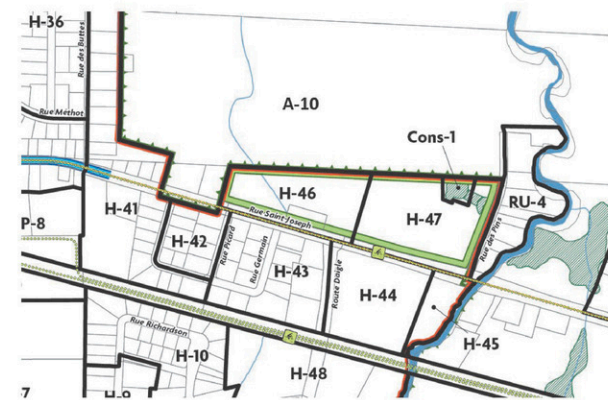 H-36
Rue des Buttes
Rue Méthot
A-10
Cons-1
H-46
H-47
RU-4
H-41
P-8
H-42
Rue Saint-Joseph
Rue des Pins
Rue Picard
Rue Germain
H-43
Route Daigle
H-44
H-45
Rue Richardson
H-10
H-48
H-9